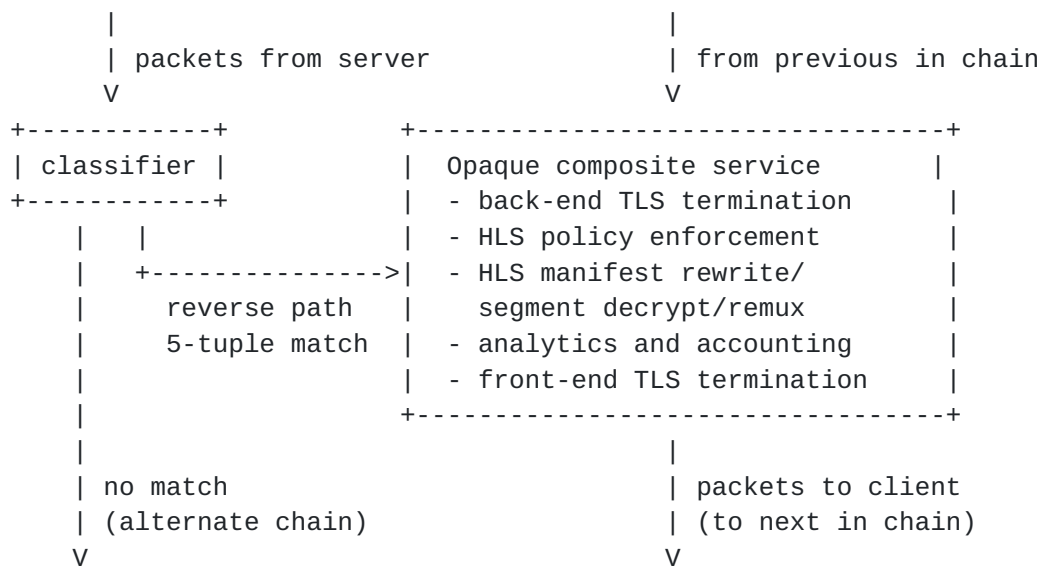 |                                   |
| packets from server               | from previous in chain
V                                   V
+------------+           +----------------------------------+
| classifier |           |  Opaque composite service       |
+------------+           |  - back-end TLS termination      |
|   |                |  - HLS policy enforcement        |
|   +--------------->|  - HLS manifest rewrite/         |
|     reverse path   |    segment decrypt/remux         |
|     5-tuple match  |  - analytics and accounting      |
|                    |  - front-end TLS termination     |
|                    +----------------------------------+
|                                     |
| no match                            | packets to client
| (alternate chain)                   | (to next in chain)
V                                     V